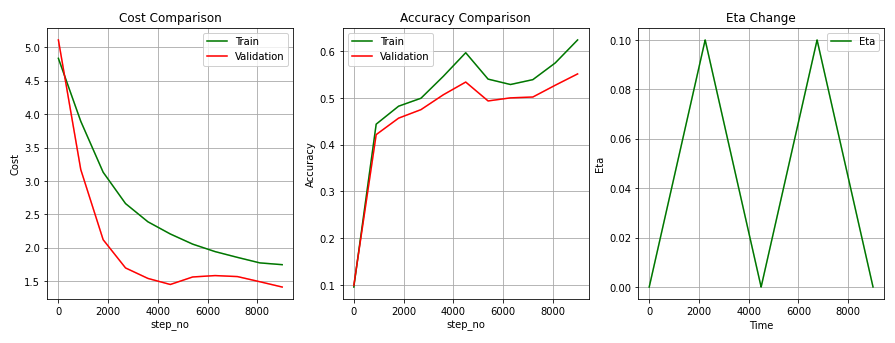 Cost Comparison
Train
Validation
5.0
4.5
4.0
3.5
3.0
2.5
2.0
1.5
Cost
0
2000
4000
6000
8000
step_no
Accuracy Comparison
Train
Validation
0.6
0.5
0.4
0.3
0.2
0.1
Accuracy
0
2000
4000
6000
8000
step_no
Eta Change
Eta
0.10
0.08
0.06
0.04
0.02
0.00
Eta
0
2000
4000
6000
8000
Time